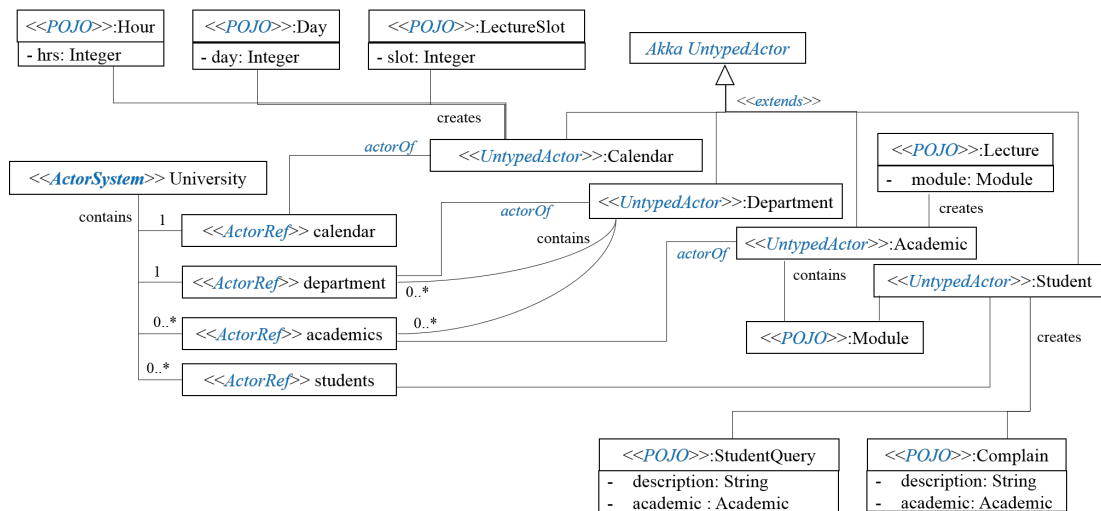 <<POJO>>:Hour
- hrs: Integer
<<POJO>>:Day
- day: Integer
<<POJO>>:LectureSlot
- slot: Integer
Akka UntypedActor
<<extends>>
creates
actorOf
<<UntypedActor>>:Calendar
<<POJO>>:Lecture
- module: Module
<<ActorSystem>> University
contains
<<UntypedActor>>:Department
actorOf
contains
creates
1
<<ActorRef>> calendar
<<UntypedActor>>:Academic
actorOf
contains
1
<<ActorRef>> department
0..*
<<UntypedActor>>:Student
0..*
<<ActorRef>> academics
0..*
<<POJO>>:Module
creates
0..*
<<ActorRef>> students
<<POJO>>:StudentQuery
- description: String
- academic : Academic
<<POJO>>:Complain
- description: String
- academic: Academic